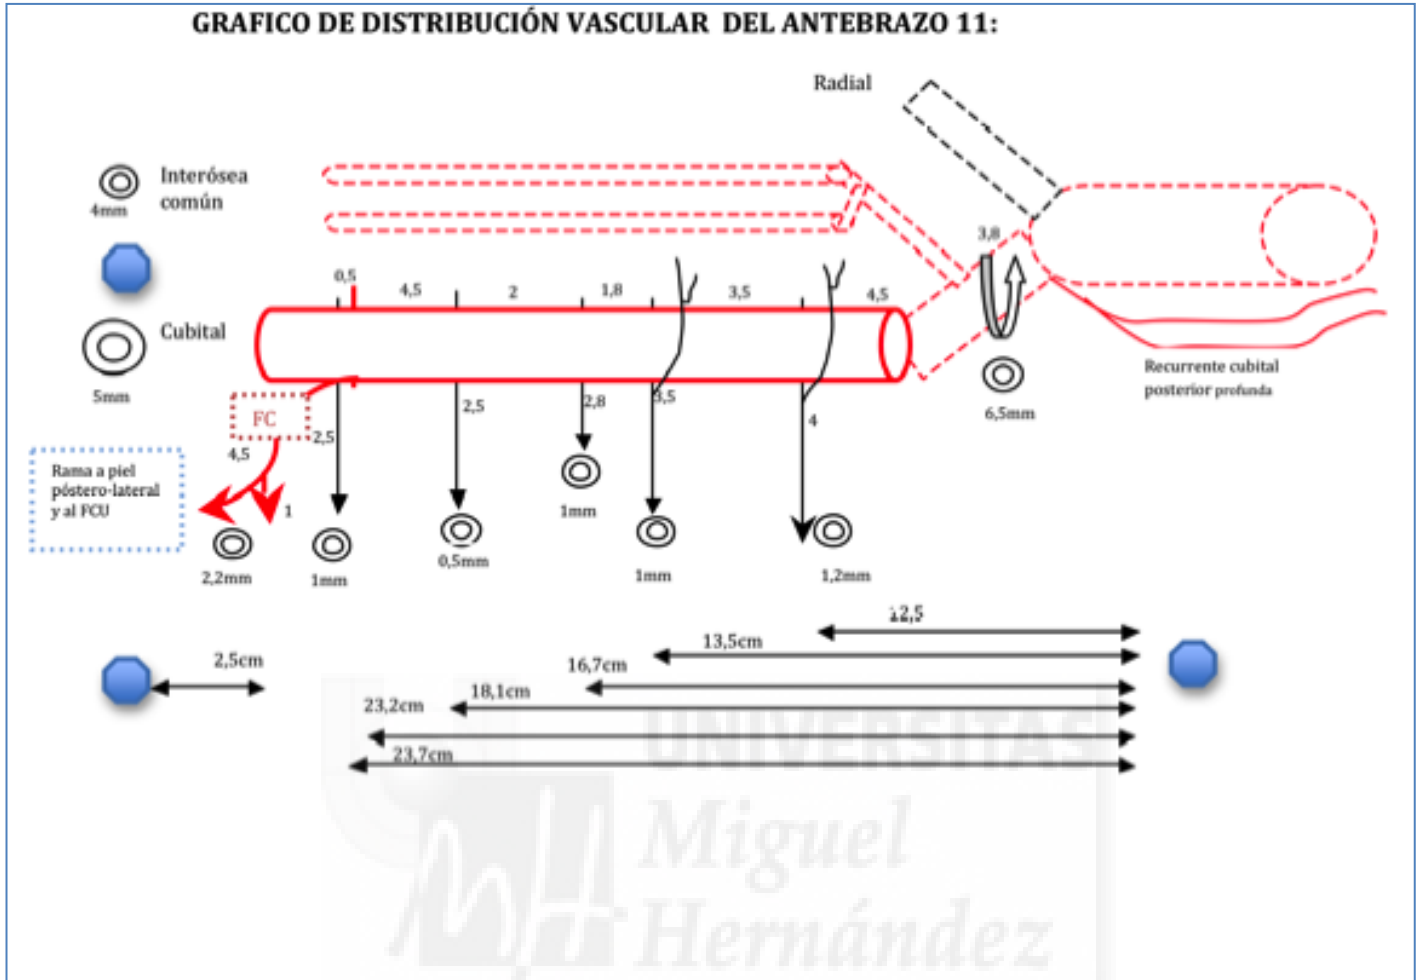 GRAFICO DE DISTRIBUCIÓN VASCULAR DEL ANTEBRAZO 11:
Radial
Interósea
común
4mm
3,8
0,5
4,5
2
1,8
3,5
4,5
Cubital
5mm
Recurrente cubital
posterior profunda
6,5mm
FC
2,5
2,5
2,8
3,5
4
4,5
Rama a piel
póstero-lateral
y al FCU
1
2,2mm
1mm
0,5mm
1mm
1mm
1,2mm
12,5
13,5cm
16,7cm
2,5cm
18,1cm
23,2cm
23,7cm
UNIVERSITAS
Miguel
Hernández